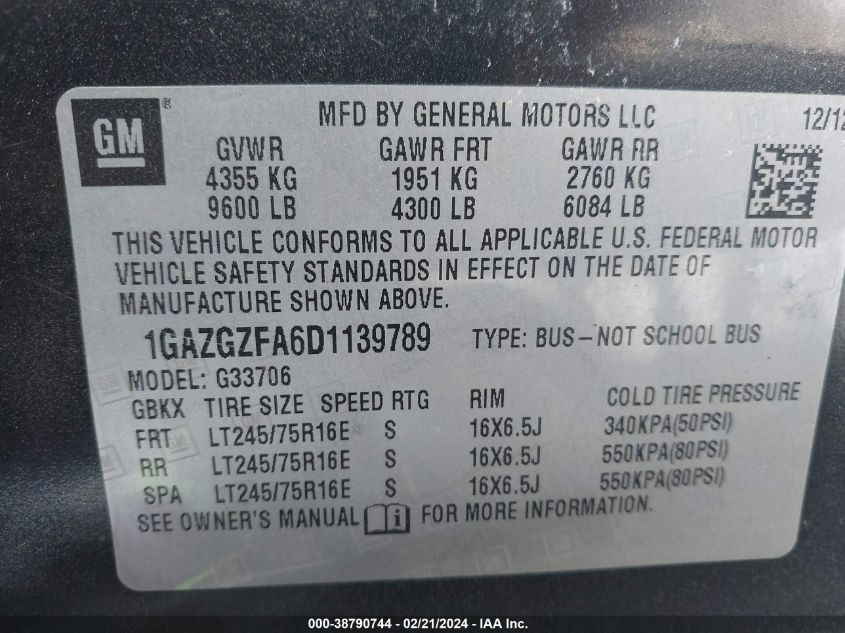 GM®
MFD BY GENERAL MOTORS LLC 12/12
GVWR GAWR FRT GAWR RR
4355 KG 1951 KG 2760 KG
9600 LB 4300 LB 6084 LB
THIS VEHICLE CONFORMS TO ALL APPLICABLE U.S. FEDERAL MOTOR
VEHICLE SAFETY STANDARDS IN EFFECT ON THE DATE OF
MANUFACTURE SHOWN ABOVE.
1GAZGZFA6D1139789 TYPE: BUS-NOT SCHOOL BUS
MODEL: G33706
GBKX TIRE SIZE SPEED RTG RIM COLD TIRE PRESSURE
FRT LT245/75R16E S 16X6.5J 340KPA(50PSI)
RR LT245/75R16E S 16X6.5J 550KPA(80PSI)
SPA LT245/75R16E S 16X6.5J 550KPA(80PSI)
SEE OWNER'S MANUAL i FOR MORE INFORMATION.
000-38790744 - 02/21/2024 - IAA Inc.